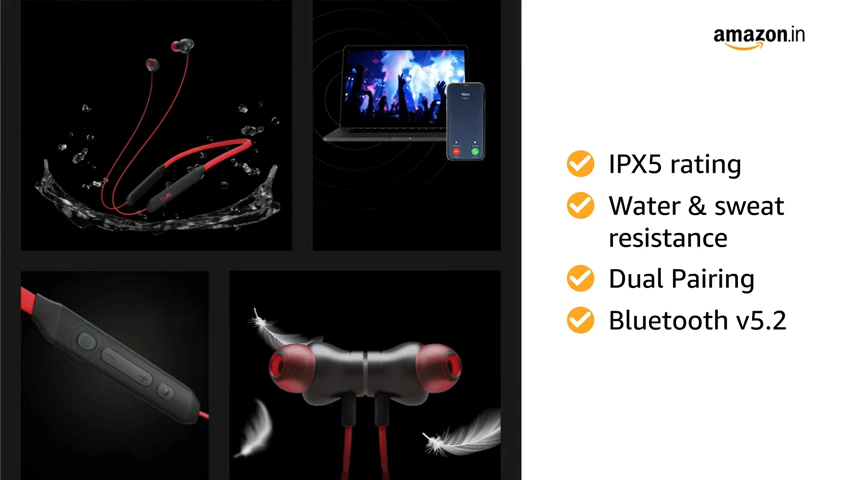 amazon.in
IPX5 rating
Water & sweat
resistance
Dual Pairing
Bluetooth v5.2